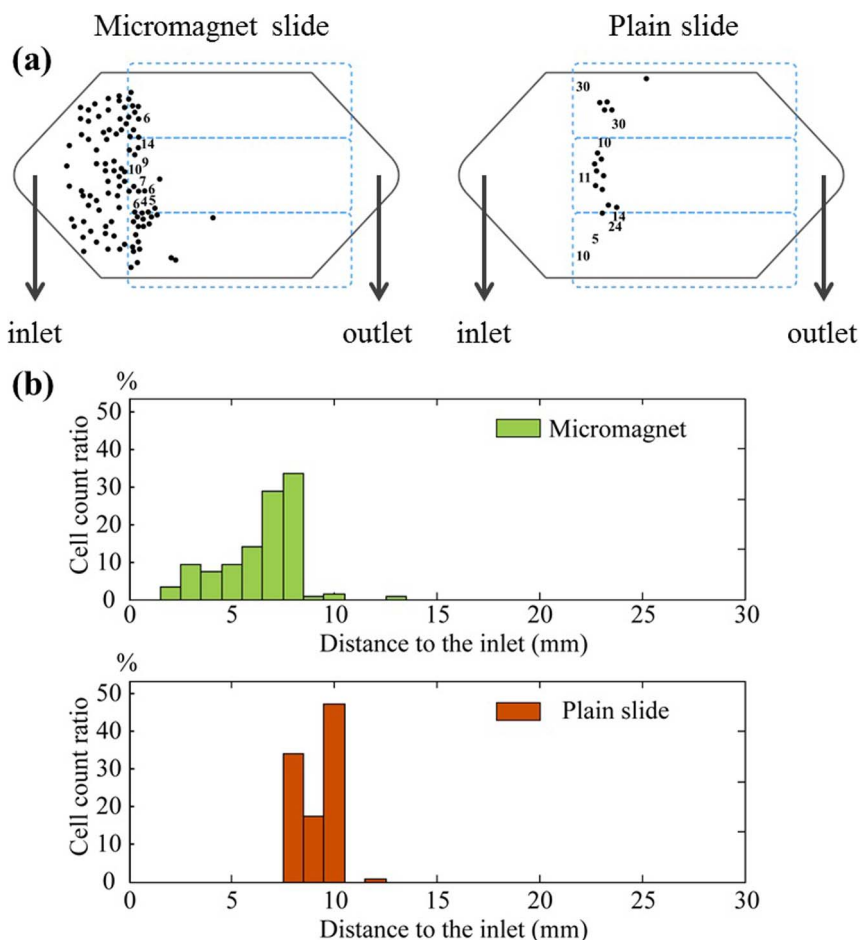 Micromagnet slide
Plain slide
(a)
6
14
9
10
7
6
45
6
30
30
10
11
14
24
5
10
inlet
outlet
inlet
outlet
(b)
%
50
40
30
20
10
0
Cell count ratio
Micromagnet
0 5 10 15 20 25 30
Distance to the inlet (mm)
%
50
40
30
20
10
0
Cell count ratio
Plain slide
0 5 10 15 20 25 30
Distance to the inlet (mm)